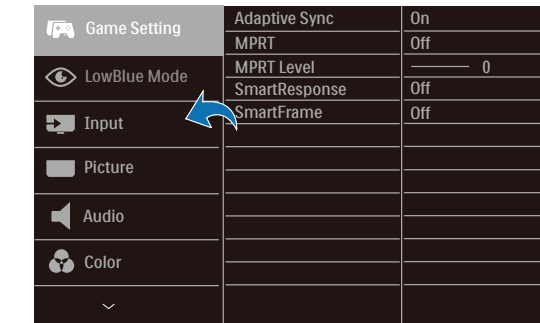 Game Setting
Adaptive Sync On
MPRT Off
LowBlue Mode
MPRT Level 0
SmartResponse Off
Input
SmartFrame Off
Picture
Audio
Color